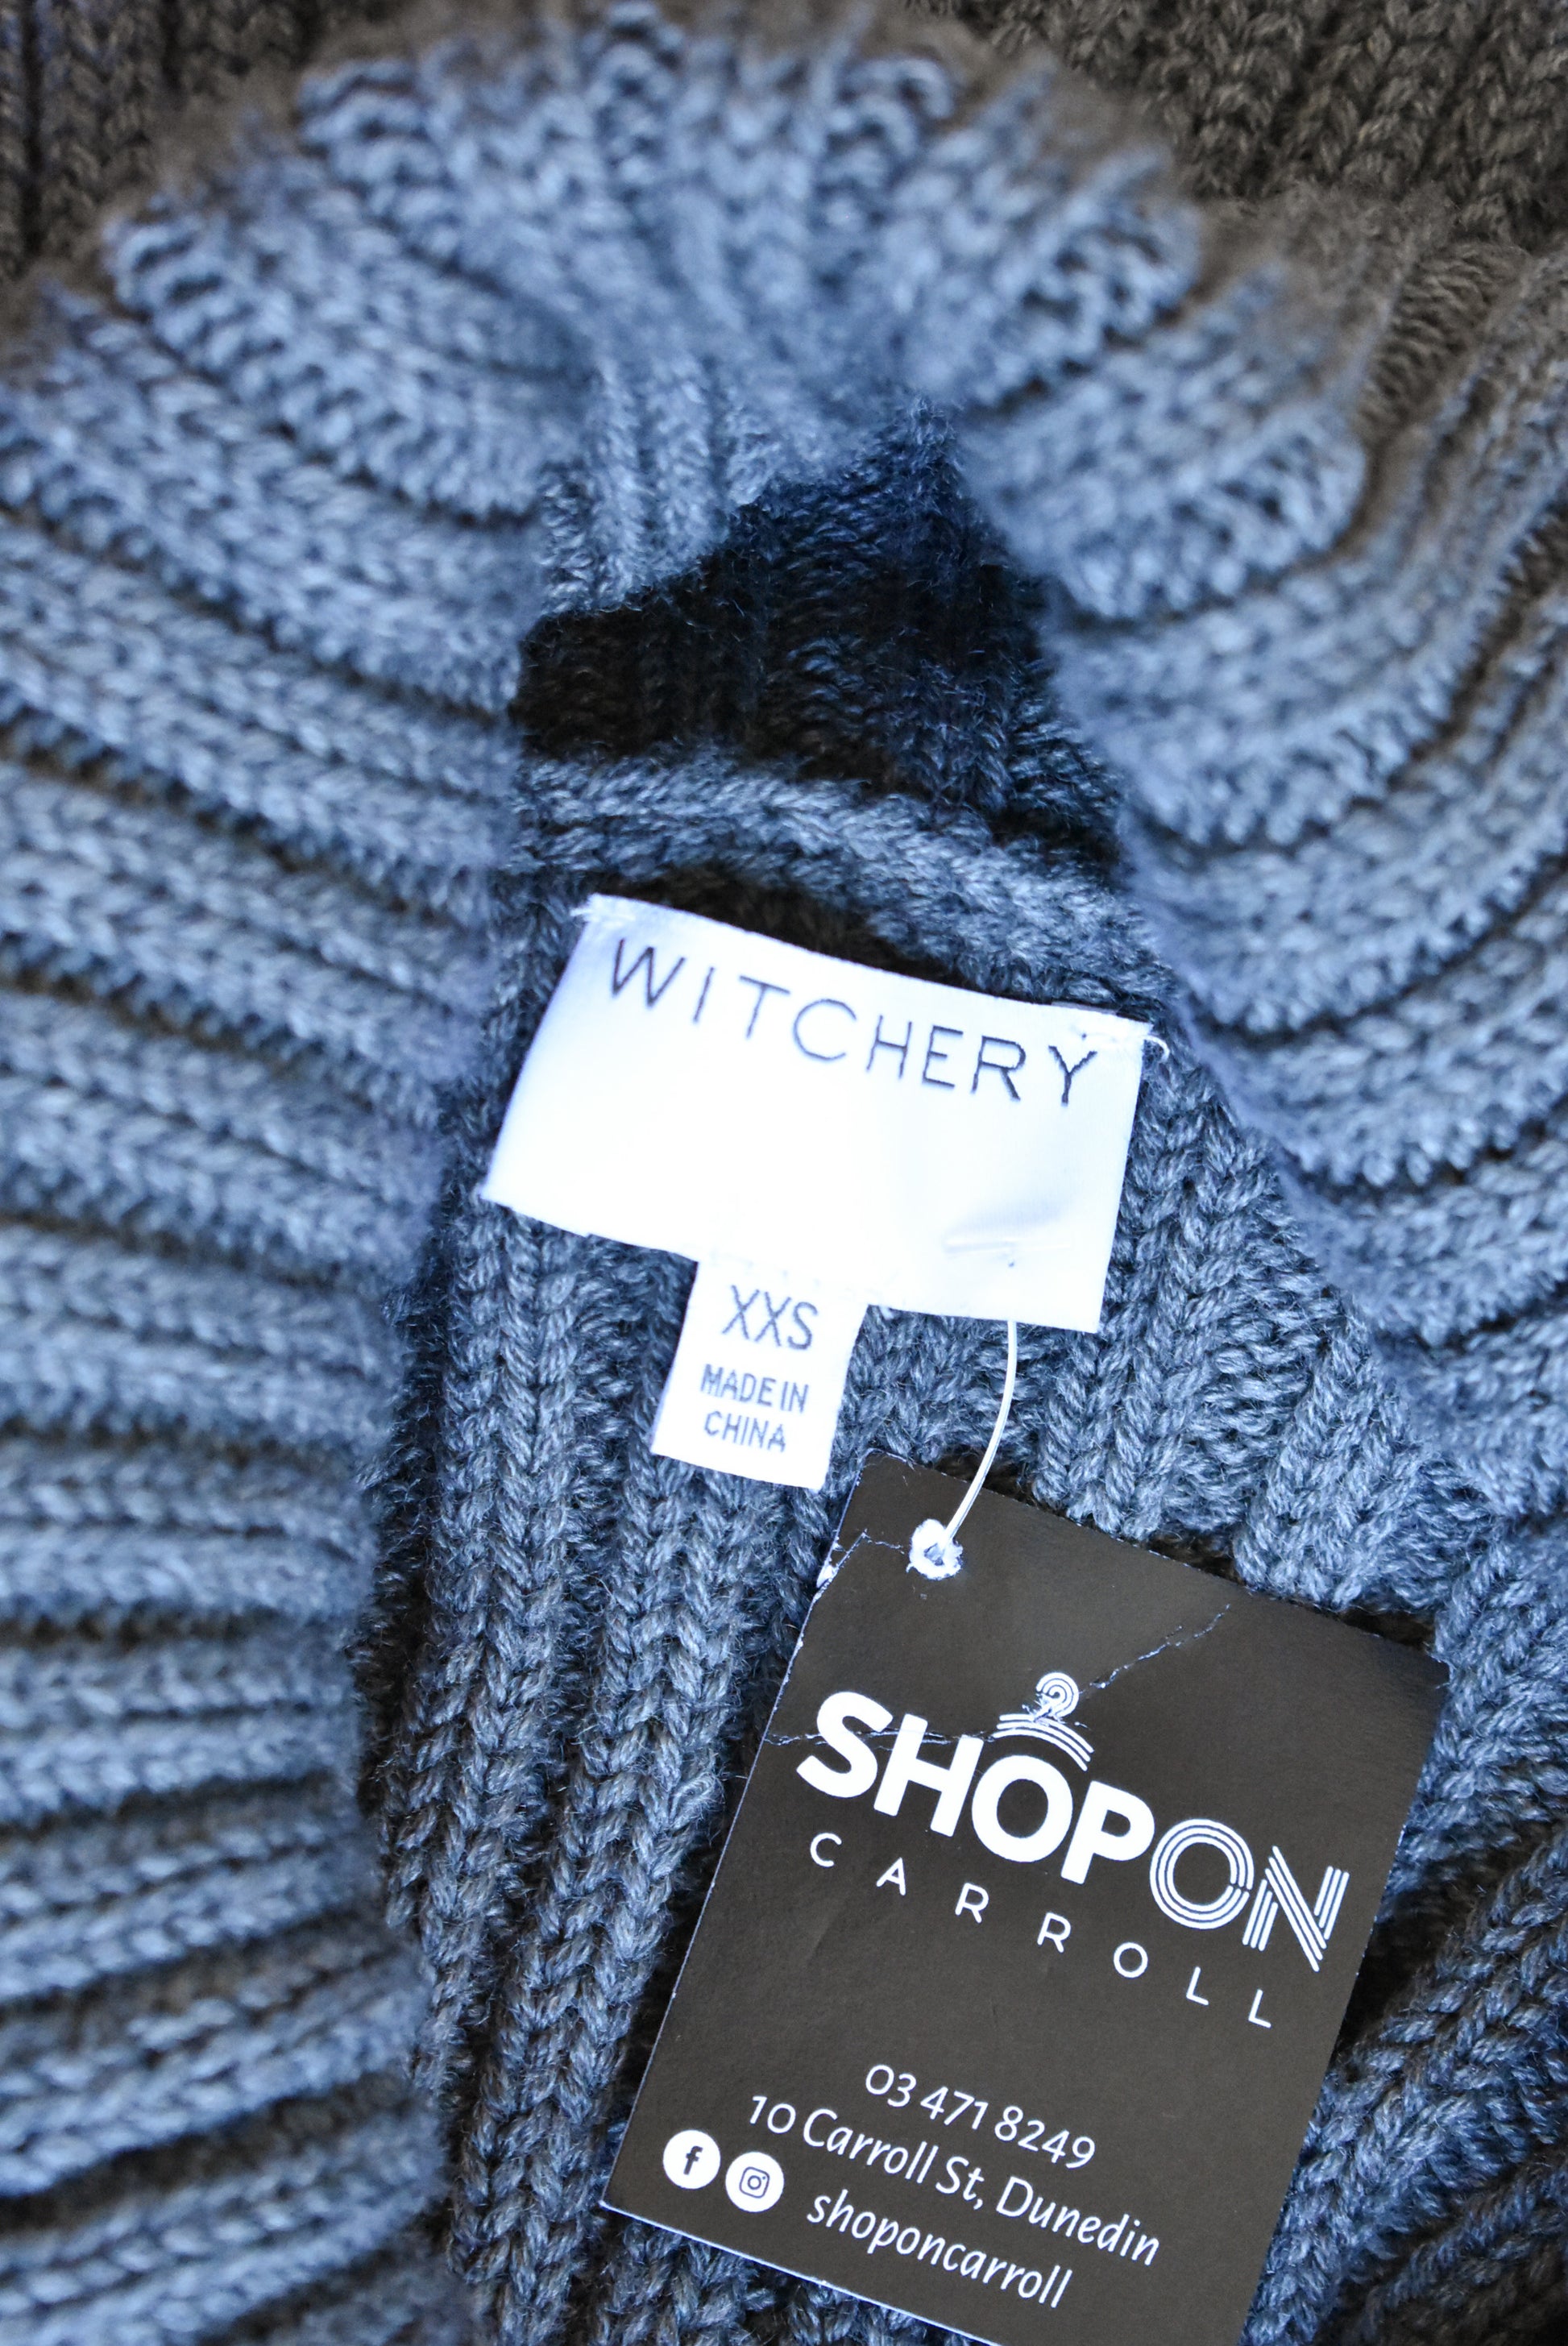 WITCHERY
XXS
MADE IN
CHINA
SHOPON
CARROLL
03 471 8249
10 Carroll St, Dunedin
shoponcarroll